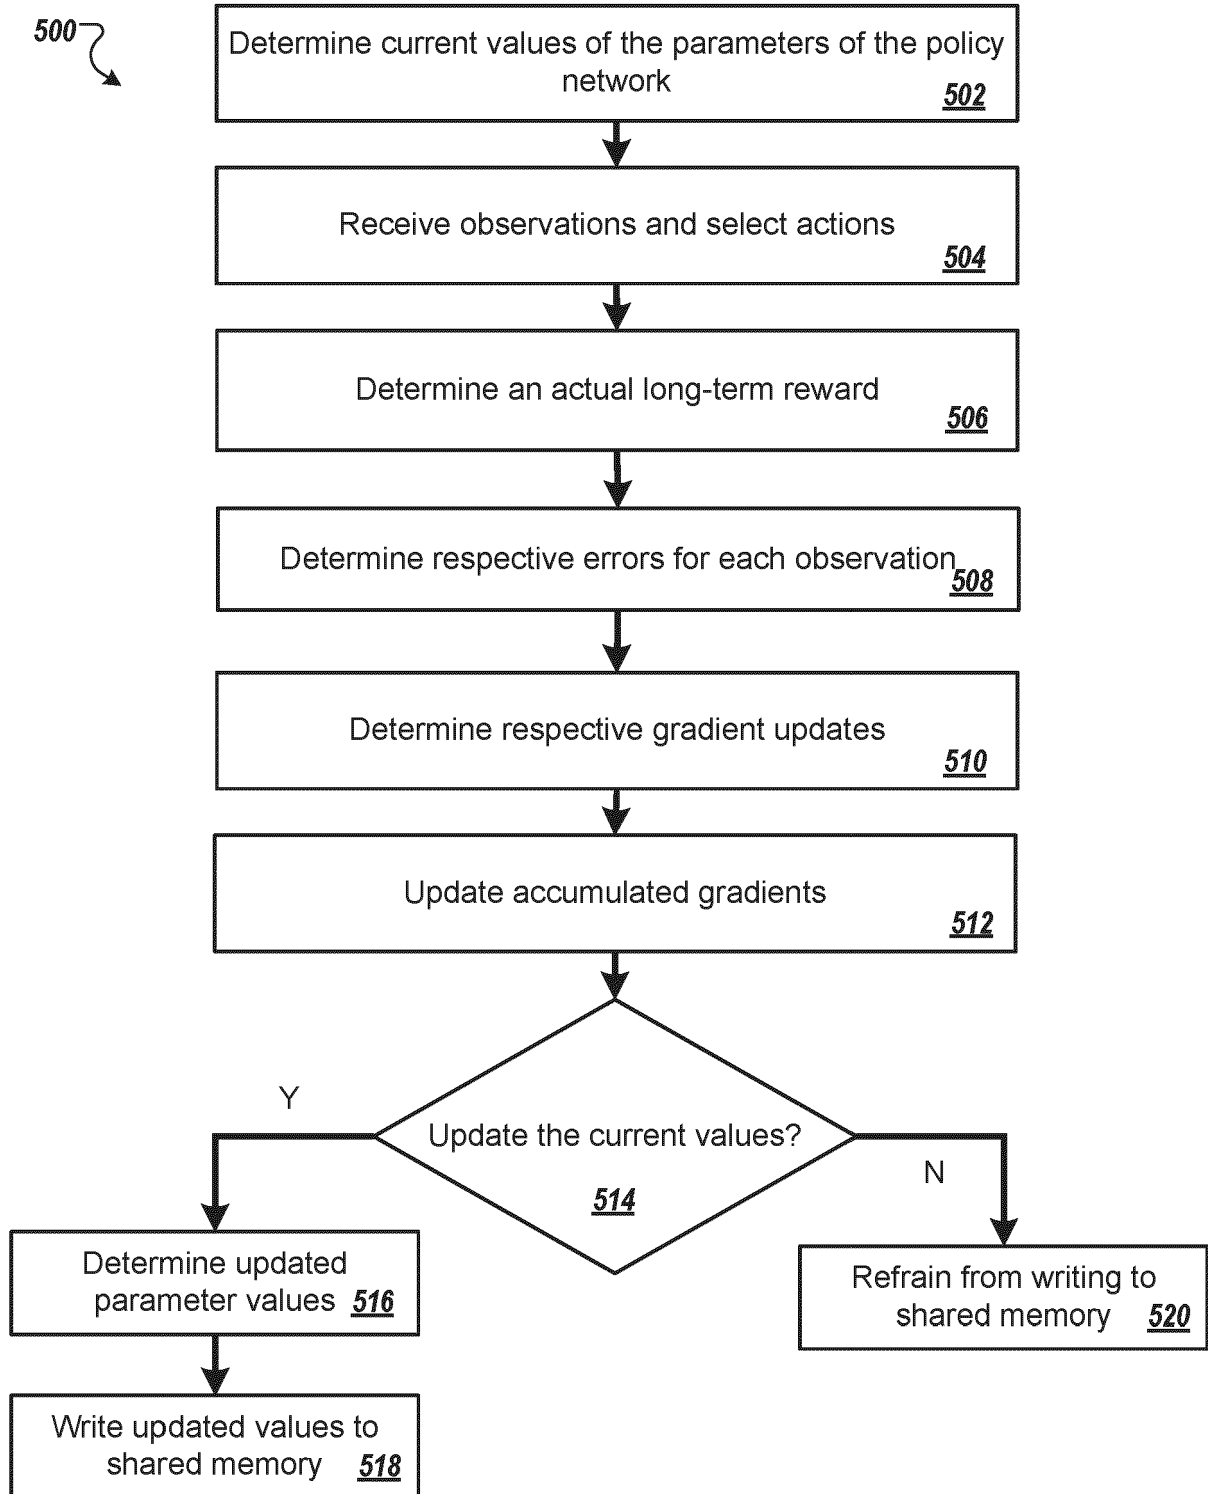 500
Determine current values of the parameters of the policy
network
502
Receive observations and select actions
504
Determine an actual long-term reward
506
Determine respective errors for each observation
508
Determine respective gradient updates
510
Update accumulated gradients
512
Y
Update the current values?
N
514
Determine updated
parameter values 516
Refrain from writing to
shared memory 520
Write updated values to
shared memory 518